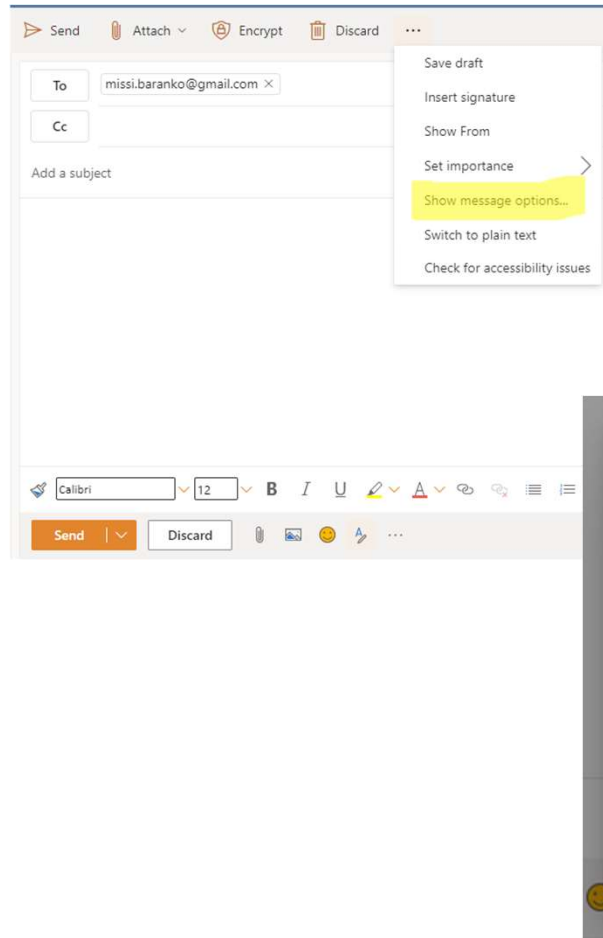 Send Attach Encrypt Discard ...
Save draft
To missi.baranko@gmail.com ×
Insert signature
Cc
Show From
Set importance
Add a subject
Show message options...
Switch to plain text
Check for accessibility issues
Calibri 12 B I U A
Send Discard ...